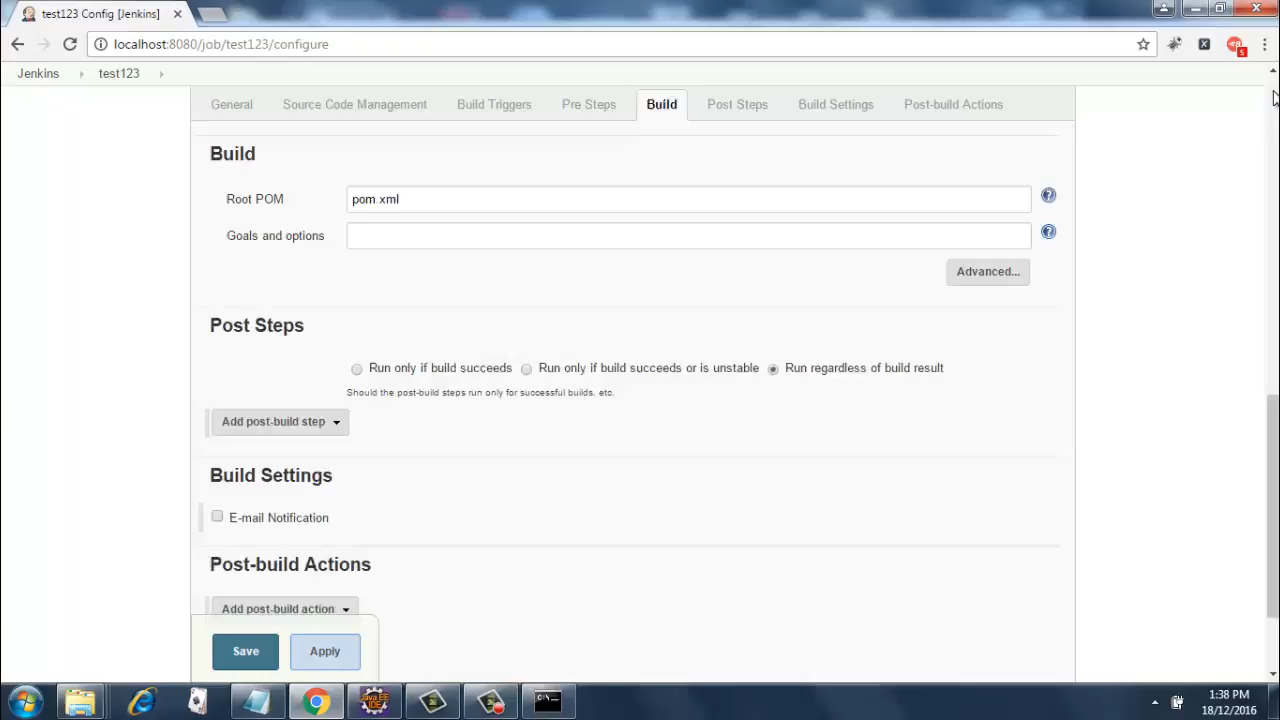 test123 Config [Jenkins]
localhost:8080/job/test123/configure
5
Jenkins test123
General Source Code Management Build Triggers Pre Steps Build Post Steps Build Settings Post-build Actions
Build
Root POM pom.xml
Goals and options
Advanced...
Post Steps
Run only if build succeeds Run only if build succeeds or is unstable Run regardless of build result
Should the post-build steps run only for successful builds, etc.
Add post-build step
Build Settings
E-mail Notification
Post-build Actions
Add post-build action
Save Apply
Java EE
IDE
C:\.
1:38 PM
18/12/2016